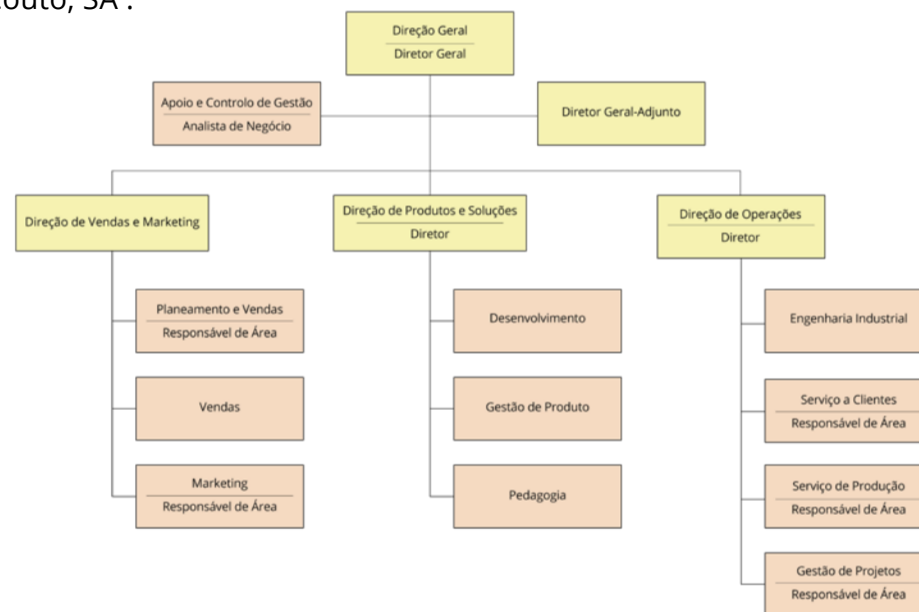 couto, SA .
Direção Geral
Diretor Geral
Apoio e Controlo de Gestão
Analista de Negócio
Diretor Geral-Adjunto
Direção de Vendas e Marketing
Direção de Produtos e Soluções
Diretor
Direção de Operações
Diretor
Planeamento e Vendas
Responsável de Área
Vendas
Marketing
Responsável de Área
Desenvolvimento
Gestão de Produto
Pedagogia
Engenharia Industrial
Serviço a Clientes
Responsável de Área
Serviço de Produção
Responsável de Área
Gestão de Projetos
Responsável de Área